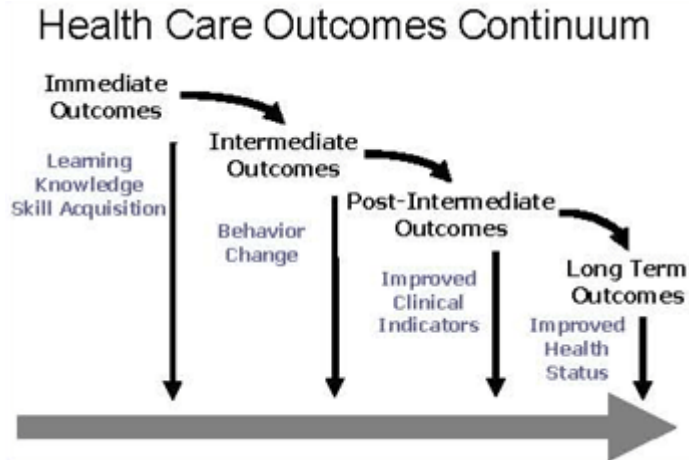 Health Care Outcomes Continuum
Immediate
Outcomes
Learning
Knowledge
Skill Acquisition
Intermediate
Outcomes
Behavior
Change
Post-Intermediate
Outcomes
Improved
Clinical
Indicators
Long Term
Outcomes
Improved
Health
Status